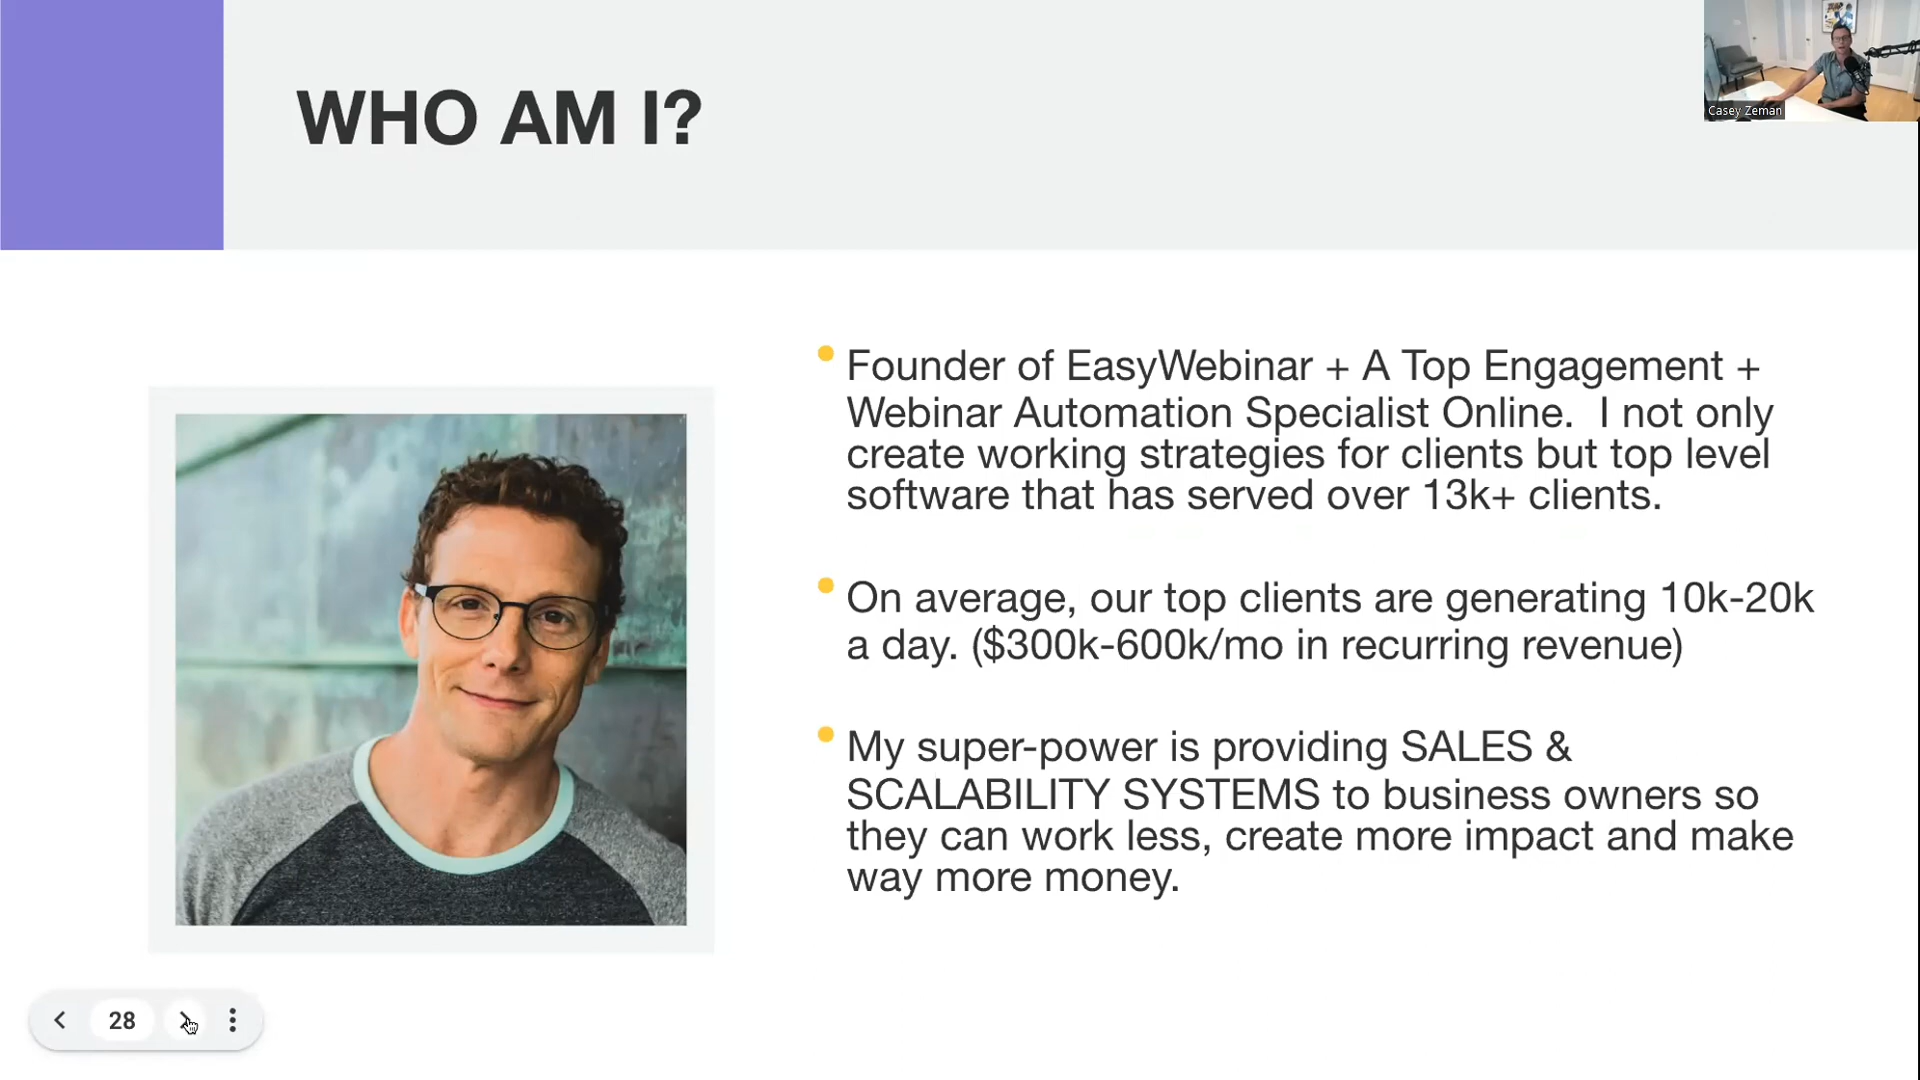 WHO AM I?
Casey Zeman
Founder of EasyWebinar + A Top Engagement +
Webinar Automation Specialist Online.  I not only
create working strategies for clients but top level
software that has served over 13k+ clients.
On average, our top clients are generating 10k-20k
a day. ($300k-600k/mo in recurring revenue)
My super-power is providing SALES &
SCALABILITY SYSTEMS to business owners so
they can work less, create more impact and make
way more money.
28